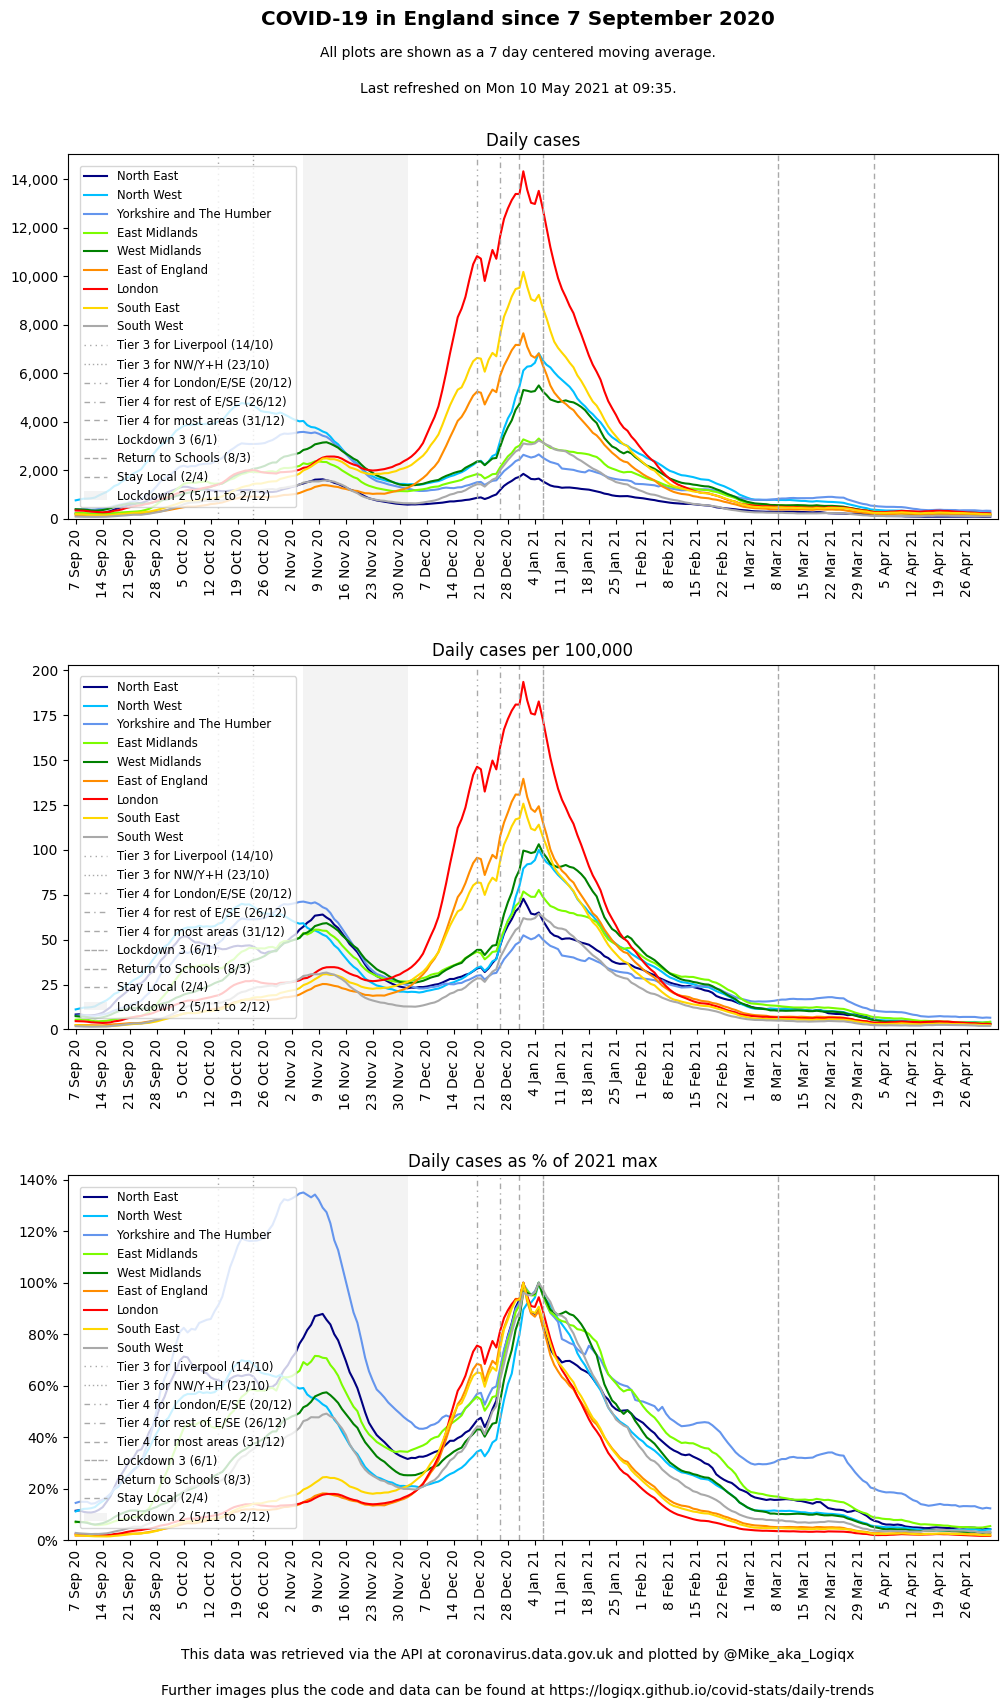 COVID-19 in England since 7 September 2020
All plots are shown as a 7 day centered moving average.
Last refreshed on Mon 10 May 2021 at 09:35.
Daily cases
14,000
12,000
10,000
8,000
6,000
4,000
2,000
0
North East
North West
Yorkshire and The Humber
East Midlands
West Midlands
East of England
London
South East
South West
Tier 3 for Liverpool (14/10)
Tier 3 for NW/Y+H (23/10)
Tier 4 for London/E/SE (20/12)
Tier 4 for rest of E/SE (26/12)
Tier 4 for most areas (31/12)
Lockdown 3 (6/1)
Return to Schools (8/3)
Stay Local (2/4)
Lockdown 2 (5/11 to 2/12)
7 Sep 20
14 Sep 20
21 Sep 20
28 Sep 20
5 Oct 20
12 Oct 20
19 Oct 20
26 Oct 20
2 Nov 20
9 Nov 20
16 Nov 20
23 Nov 20
30 Nov 20
7 Dec 20
14 Dec 20
21 Dec 20
28 Dec 20
4 Jan 21
11 Jan 21
18 Jan 21
25 Jan 21
1 Feb 21
8 Feb 21
15 Feb 21
22 Feb 21
1 Mar 21
8 Mar 21
15 Mar 21
22 Mar 21
29 Mar 21
5 Apr 21
12 Apr 21
19 Apr 21
26 Apr 21
Daily cases per 100,000
200
175
150
125
100
75
50
25
0
North East
North West
Yorkshire and The Humber
East Midlands
West Midlands
East of England
London
South East
South West
Tier 3 for Liverpool (14/10)
Tier 3 for NW/Y+H (23/10)
Tier 4 for London/E/SE (20/12)
Tier 4 for rest of E/SE (26/12)
Tier 4 for most areas (31/12)
Lockdown 3 (6/1)
Return to Schools (8/3)
Stay Local (2/4)
Lockdown 2 (5/11 to 2/12)
7 Sep 20
14 Sep 20
21 Sep 20
28 Sep 20
5 Oct 20
12 Oct 20
19 Oct 20
26 Oct 20
2 Nov 20
9 Nov 20
16 Nov 20
23 Nov 20
30 Nov 20
7 Dec 20
14 Dec 20
21 Dec 20
28 Dec 20
4 Jan 21
11 Jan 21
18 Jan 21
25 Jan 21
1 Feb 21
8 Feb 21
15 Feb 21
22 Feb 21
1 Mar 21
8 Mar 21
15 Mar 21
22 Mar 21
29 Mar 21
5 Apr 21
12 Apr 21
19 Apr 21
26 Apr 21
Daily cases as % of 2021 max
140%
120%
100%
80%
60%
40%
20%
0%
North East
North West
Yorkshire and The Humber
East Midlands
West Midlands
East of England
London
South East
South West
Tier 3 for Liverpool (14/10)
Tier 3 for NW/Y+H (23/10)
Tier 4 for London/E/SE (20/12)
Tier 4 for rest of E/SE (26/12)
Tier 4 for most areas (31/12)
Lockdown 3 (6/1)
Return to Schools (8/3)
Stay Local (2/4)
Lockdown 2 (5/11 to 2/12)
7 Sep 20
14 Sep 20
21 Sep 20
28 Sep 20
5 Oct 20
12 Oct 20
19 Oct 20
26 Oct 20
2 Nov 20
9 Nov 20
16 Nov 20
23 Nov 20
30 Nov 20
7 Dec 20
14 Dec 20
21 Dec 20
28 Dec 20
4 Jan 21
11 Jan 21
18 Jan 21
25 Jan 21
1 Feb 21
8 Feb 21
15 Feb 21
22 Feb 21
1 Mar 21
8 Mar 21
15 Mar 21
22 Mar 21
29 Mar 21
5 Apr 21
12 Apr 21
19 Apr 21
26 Apr 21
This data was retrieved via the API at coronavirus.data.gov.uk and plotted by @Mike_aka_Logiqx
Further images plus the code and data can be found at https://logiqx.github.io/covid-stats/daily-trends